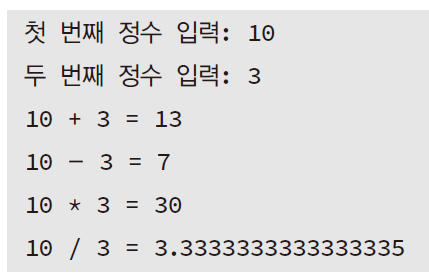 첫 번째 정수 입력: 10
두 번째 정수 입력: 3
10 + 3 = 13
10 − 3 = 7
10 * 3 = 30
10 / 3 = 3.3333333333333335